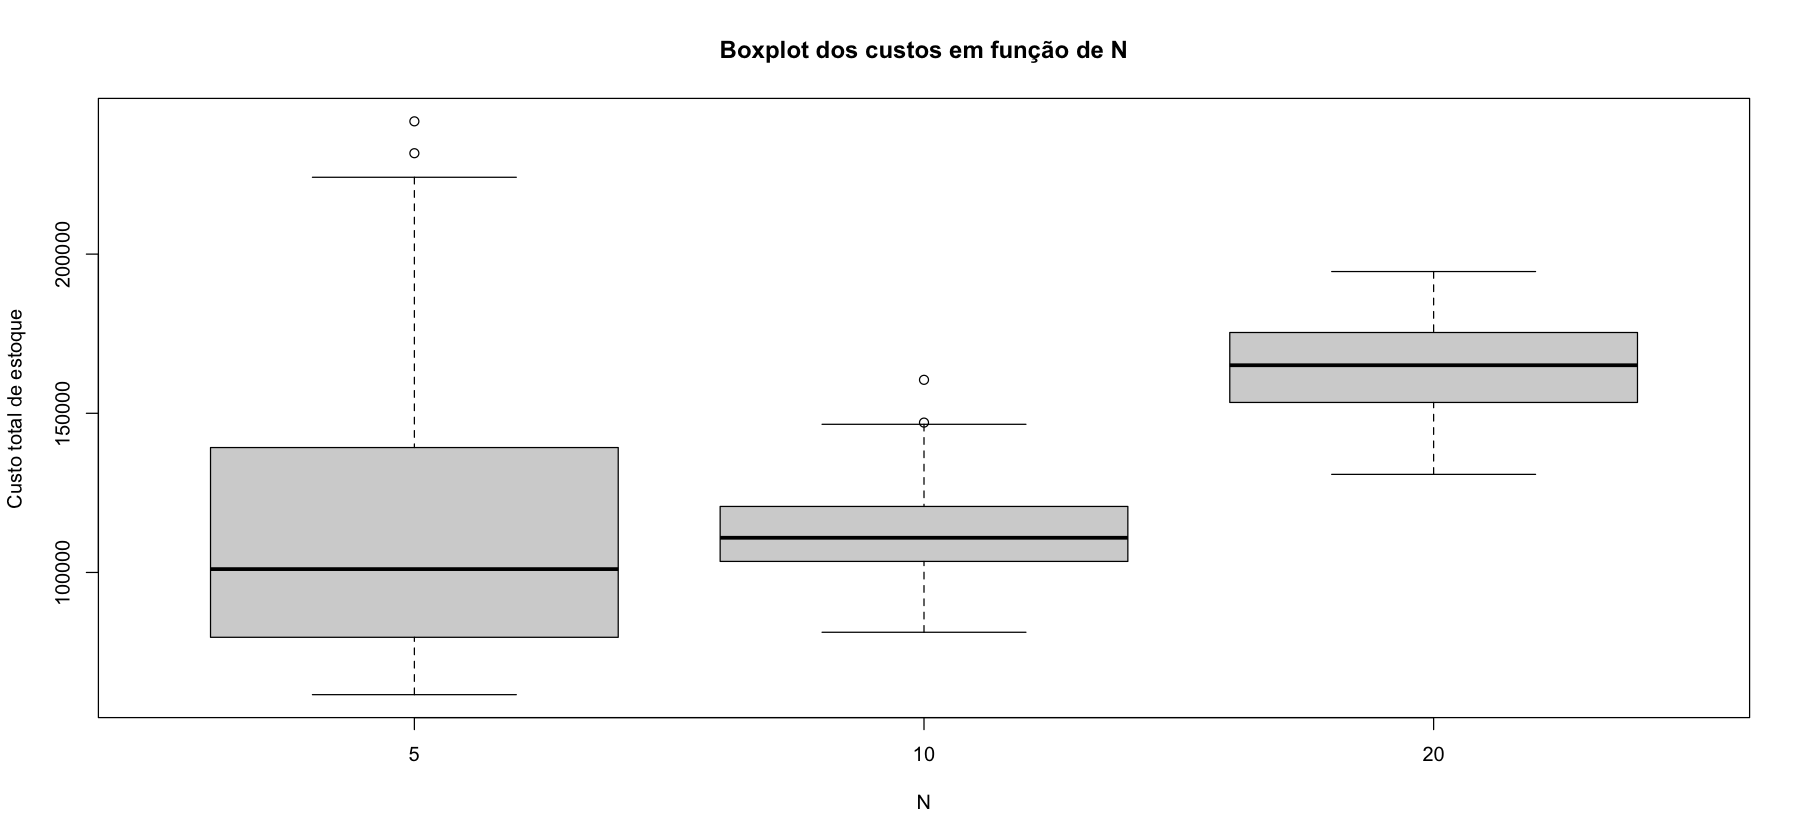 Boxplot dos custos em função de N
Custo total de estoque
200000
150000
100000
5
10
20
N